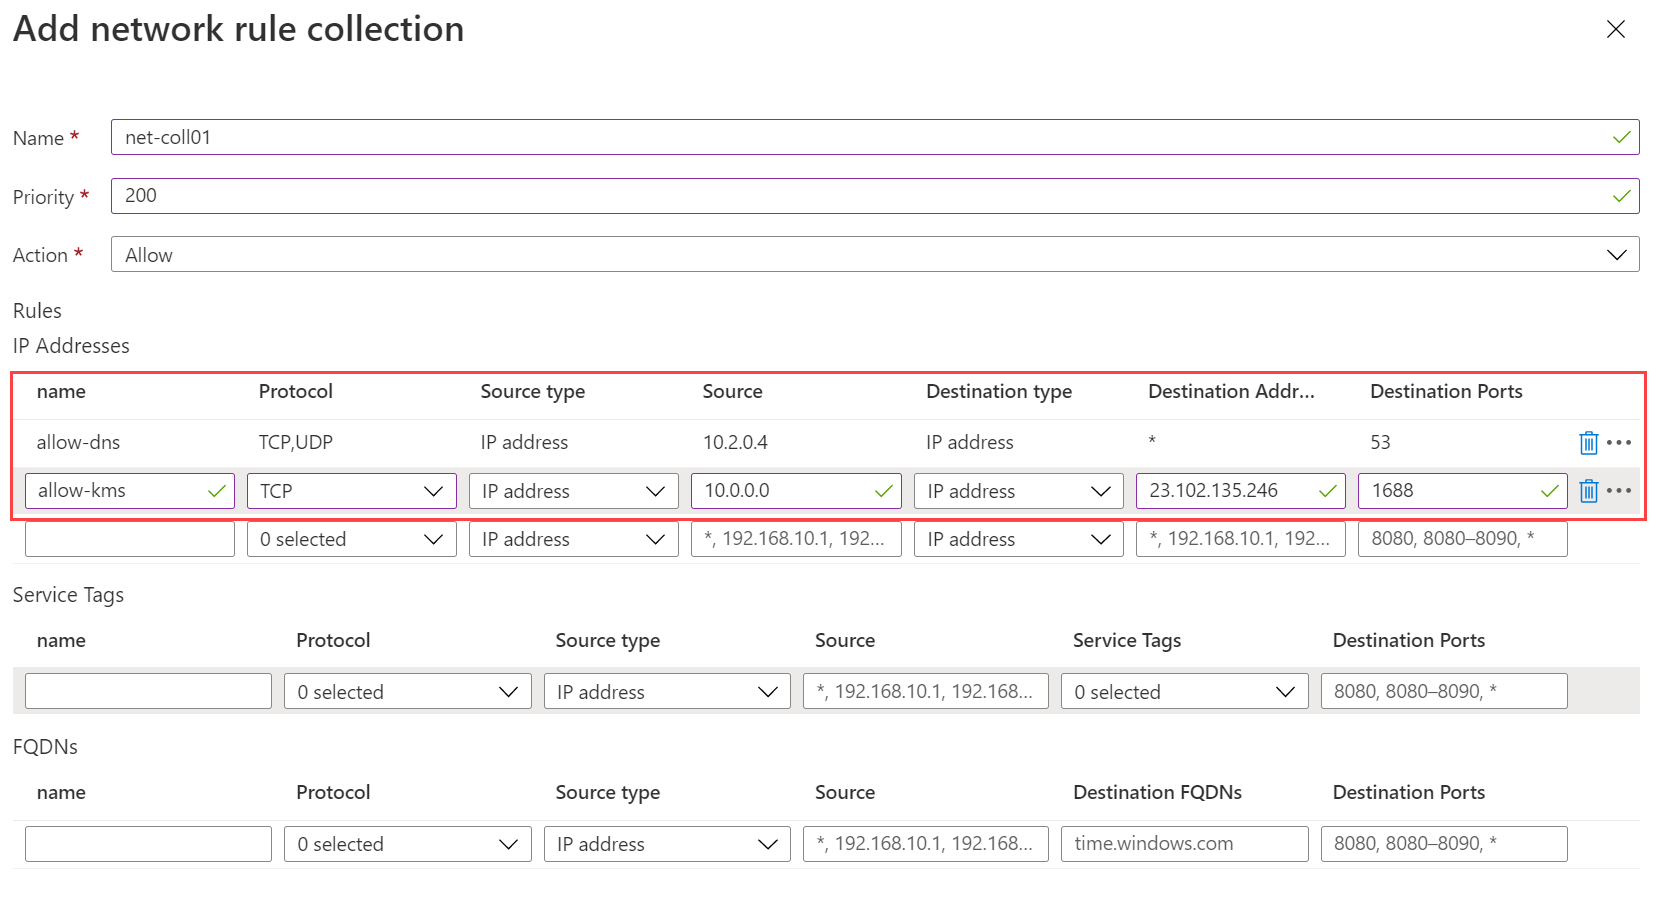 Add network rule collection
Name * net-coll01
Priority * 200
Action * Allow
Rules
IP Addresses
name Protocol Source type Source Destination type Destination Addr... Destination Ports
allow-dns TCP,UDP IP address 10.2.0.4 IP address * 53
allow-kms TCP IP address 10.0.0.0 IP address 23.102.135.246 1688
0 selected IP address *, 192.168.10.1, 192... IP address *, 192.168.10.1, 192... 8080, 8080–8090, *
Service Tags
name Protocol Source type Source Service Tags Destination Ports
0 selected IP address *, 192.168.10.1, 192.168... 0 selected 8080, 8080–8090, *
FQDNs
name Protocol Source type Source Destination FQDNs Destination Ports
0 selected IP address *, 192.168.10.1, 192.168... time.windows.com 8080, 8080–8090, *